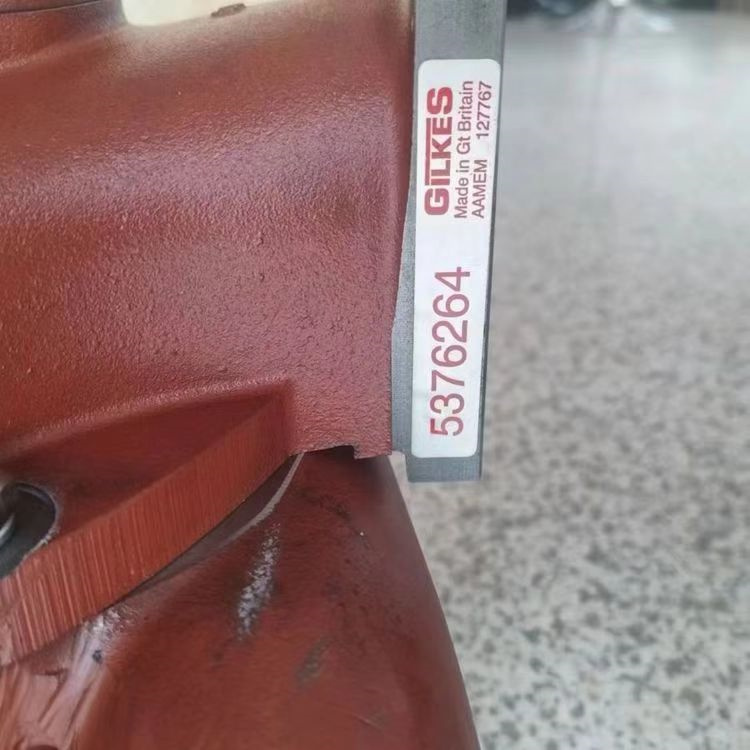 GILKES
Made in Gt Britain
AAMEM 127767
5376264